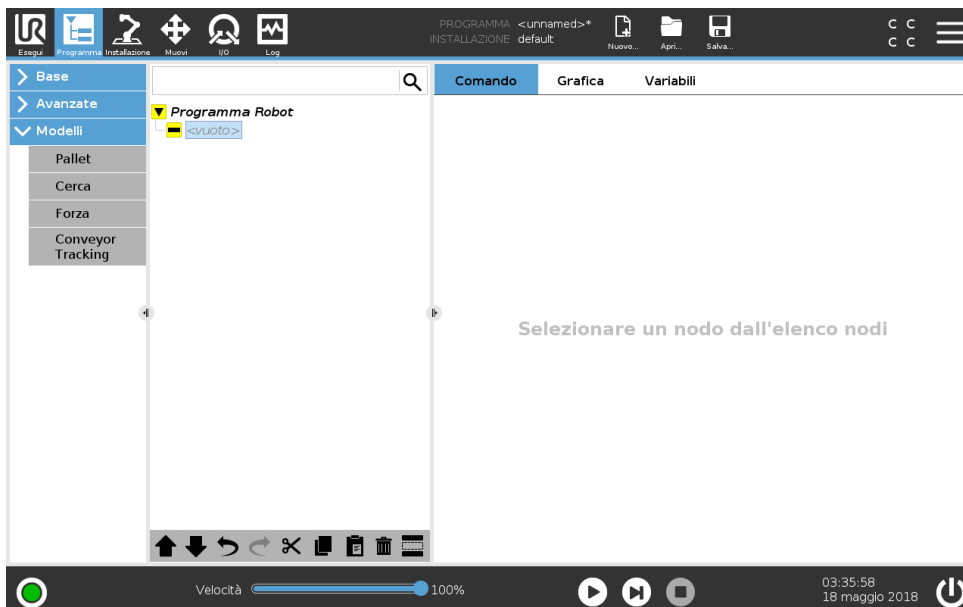 PROGRAMMA <unnamed>*
INSTALLAZIONE default
Esegui
Programma
Installazione
Muovi
I/O
Log
Nuovo...
Apri...
Salva...
C C
C C
Base
Avanzate
Modelli
Pallet
Cerca
Forza
Conveyor
Tracking
Programma Robot
<vuoto>
Comando
Grafica
Variabili
Selezionare un nodo dall'elenco nodi
Velocità
100%
03:35:58
18 maggio 2018